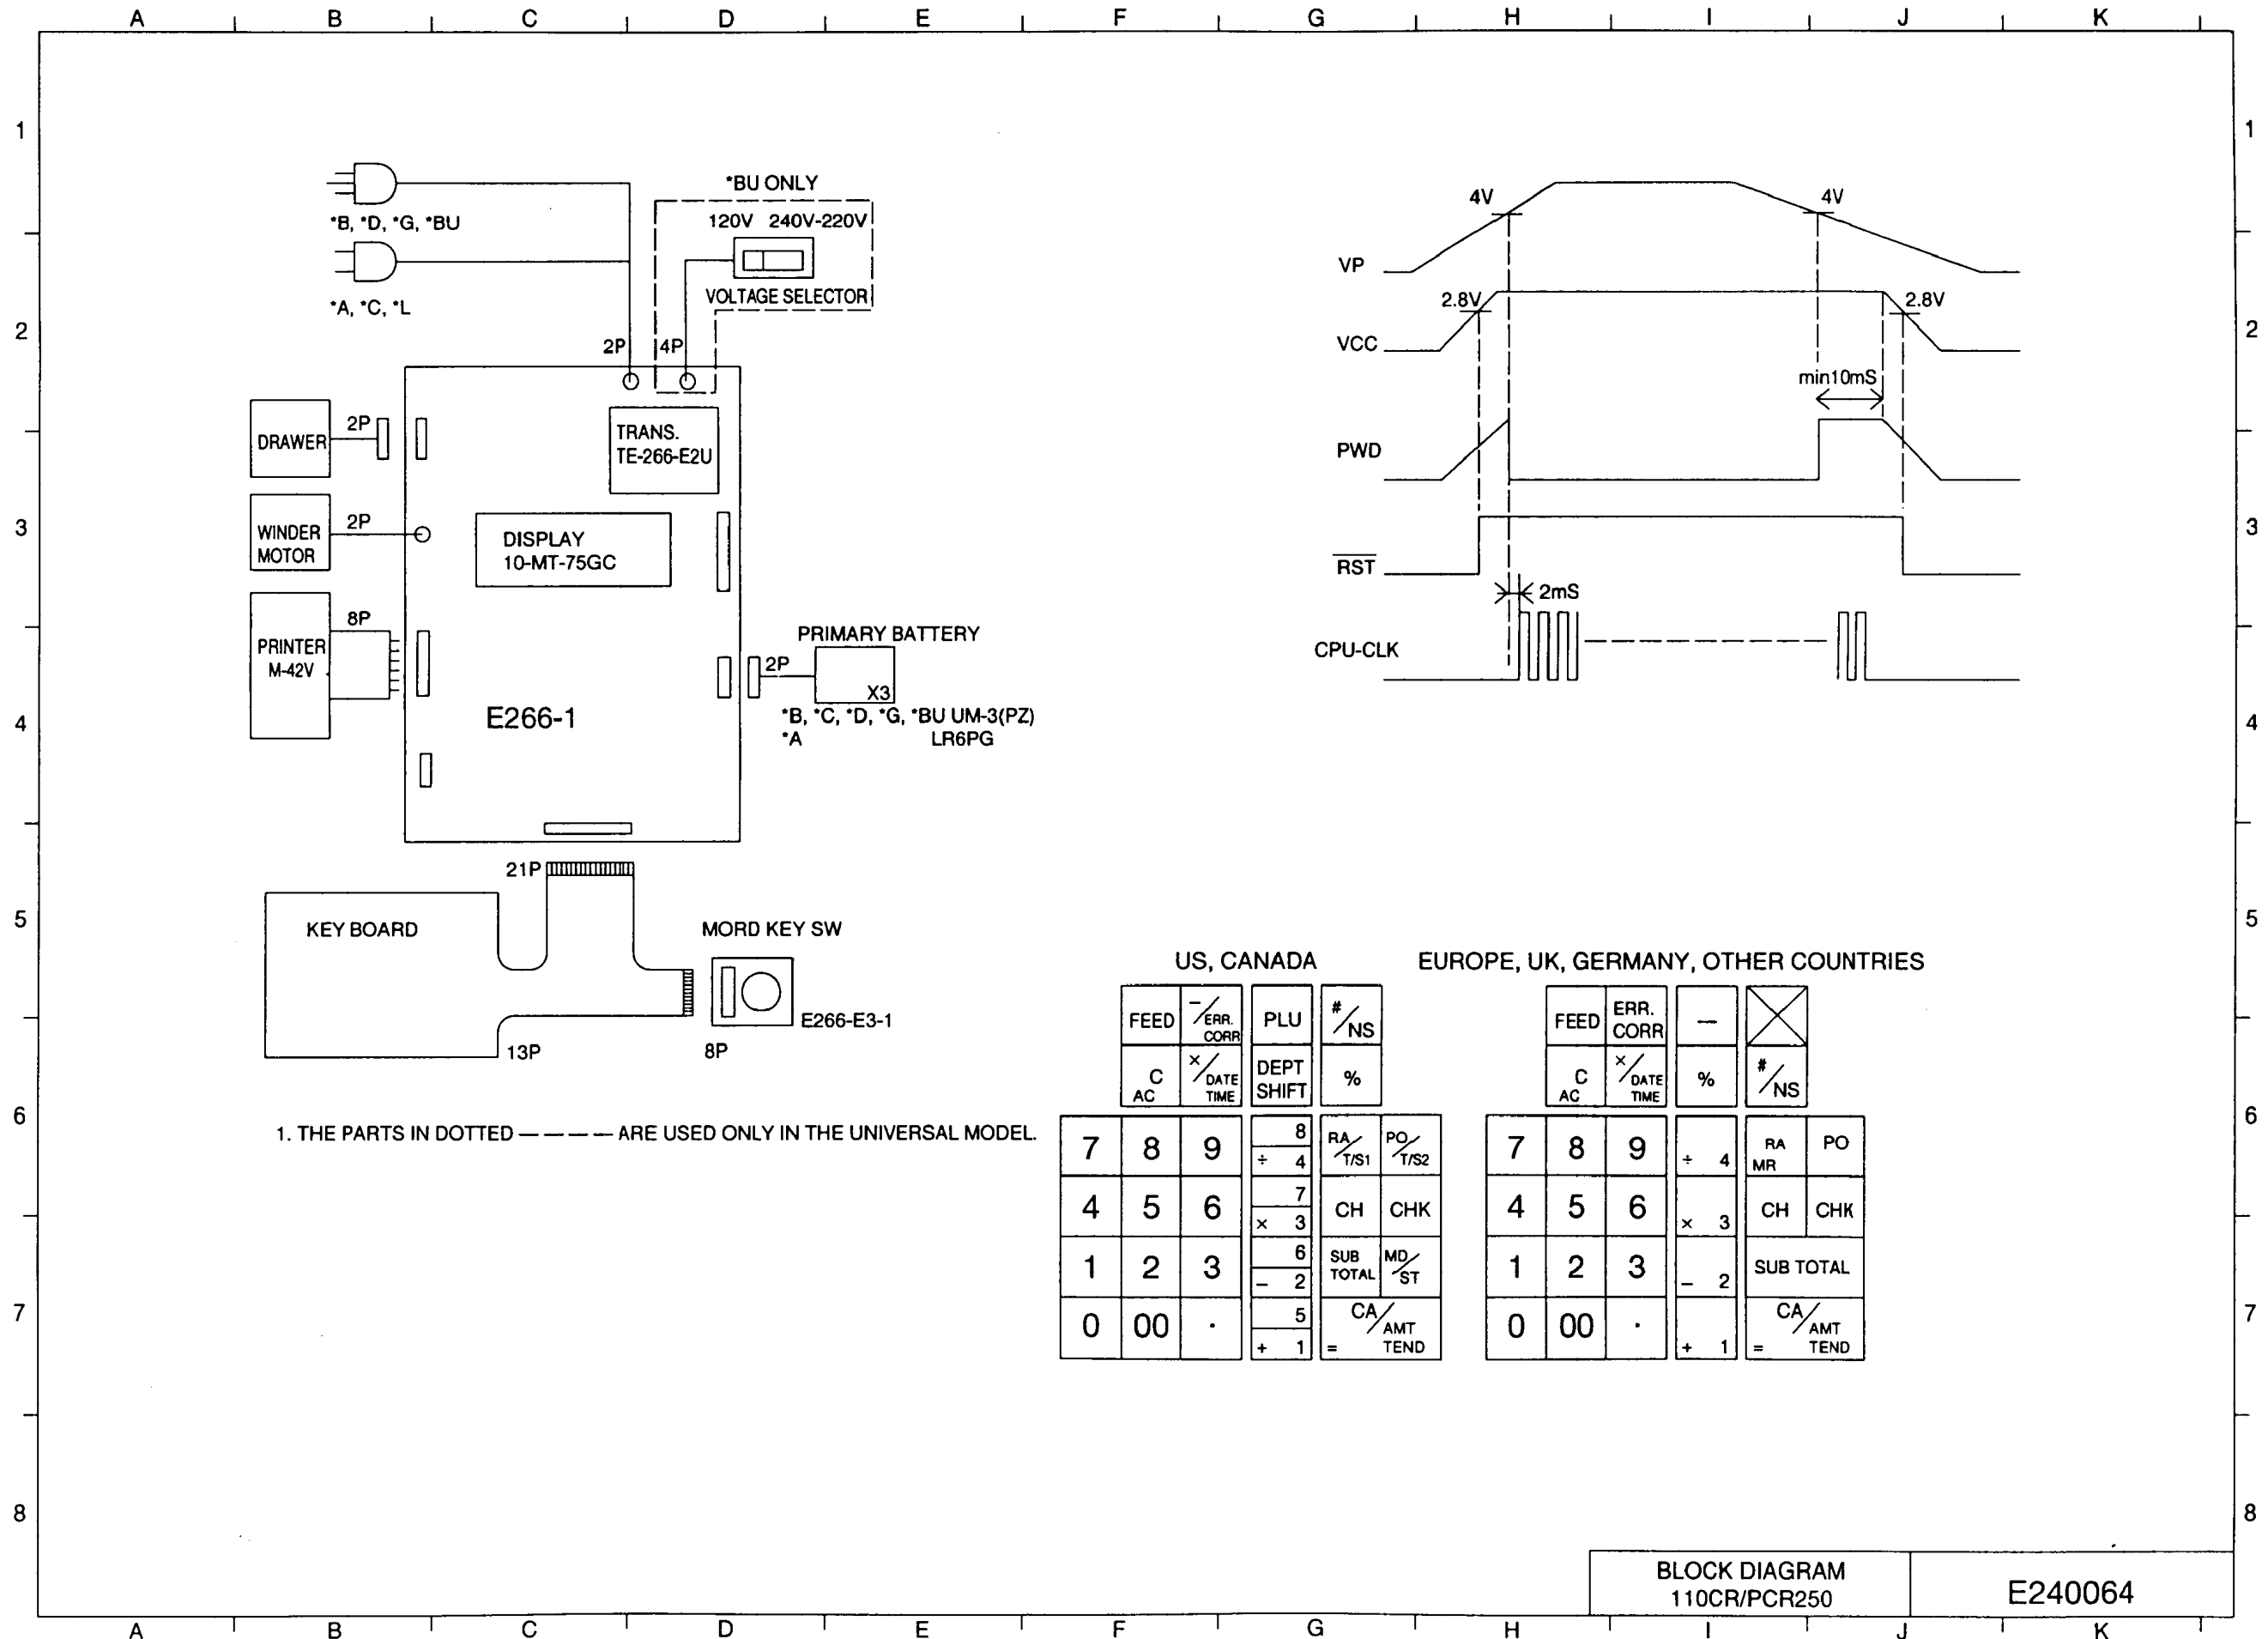 A B C D E F G H I J K
1 1
*B, *D, *G, *BU
*A, *C, *L
*BU ONLY
120V 240V-220V
VOLTAGE SELECTOR
2 2
2P 4P
DRAWER
2P
TRANS.
TE-266-E2U
3 3
WINDER
MOTOR
2P
DISPLAY
10-MT-75GC
PRINTER
M-42V
8P
E266-1
PRIMARY BATTERY
2P
X3
*B, *C, *D, *G, *BU UM-3(PZ)
*A LR6PG
4 4
21P
5 5
KEY BOARD
MORD KEY SW
E266-E3-1
13P 8P
6 6
1. THE PARTS IN DOTTED ———— ARE USED ONLY IN THE UNIVERSAL MODEL.
4V 4V
VP
2.8V 2.8V
VCC
min10mS
PWD
RST
2mS
CPU-CLK
US, CANADA
FEED −/ERR. CORR PLU #/NS
C AC ×/DATE TIME DEPT SHIFT %
7 8 9 8 ÷ 4 RA/T/S1 PO/T/S2
4 5 6 7 × 3 CH CHK
1 2 3 6 − 2 SUB TOTAL MD/ST
0 00 · 5 + 1 CA/AMT TEND =
EUROPE, UK, GERMANY, OTHER COUNTRIES
FEED ERR. CORR —
C AC ×/DATE TIME % #/NS
7 8 9 ÷ 4 RA MR PO
4 5 6 × 3 CH CHK
1 2 3 − 2 SUB TOTAL
0 00 · + 1 CA/AMT TEND =
7 7
8 8
BLOCK DIAGRAM
110CR/PCR250
E240064
A B C D E F G H I J K